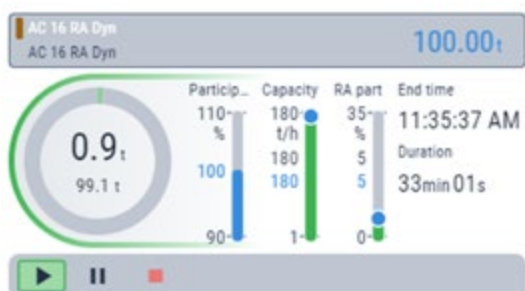 AC 16 RA Dyn
AC 16 RA Dyn
100.00t
0.9t
99.1 t
Particip... Capacity RA part End time
110 180 35 11:35:37 AM
% t/h % Duration
180 5
100 180 5 33min 01s
90 1 0